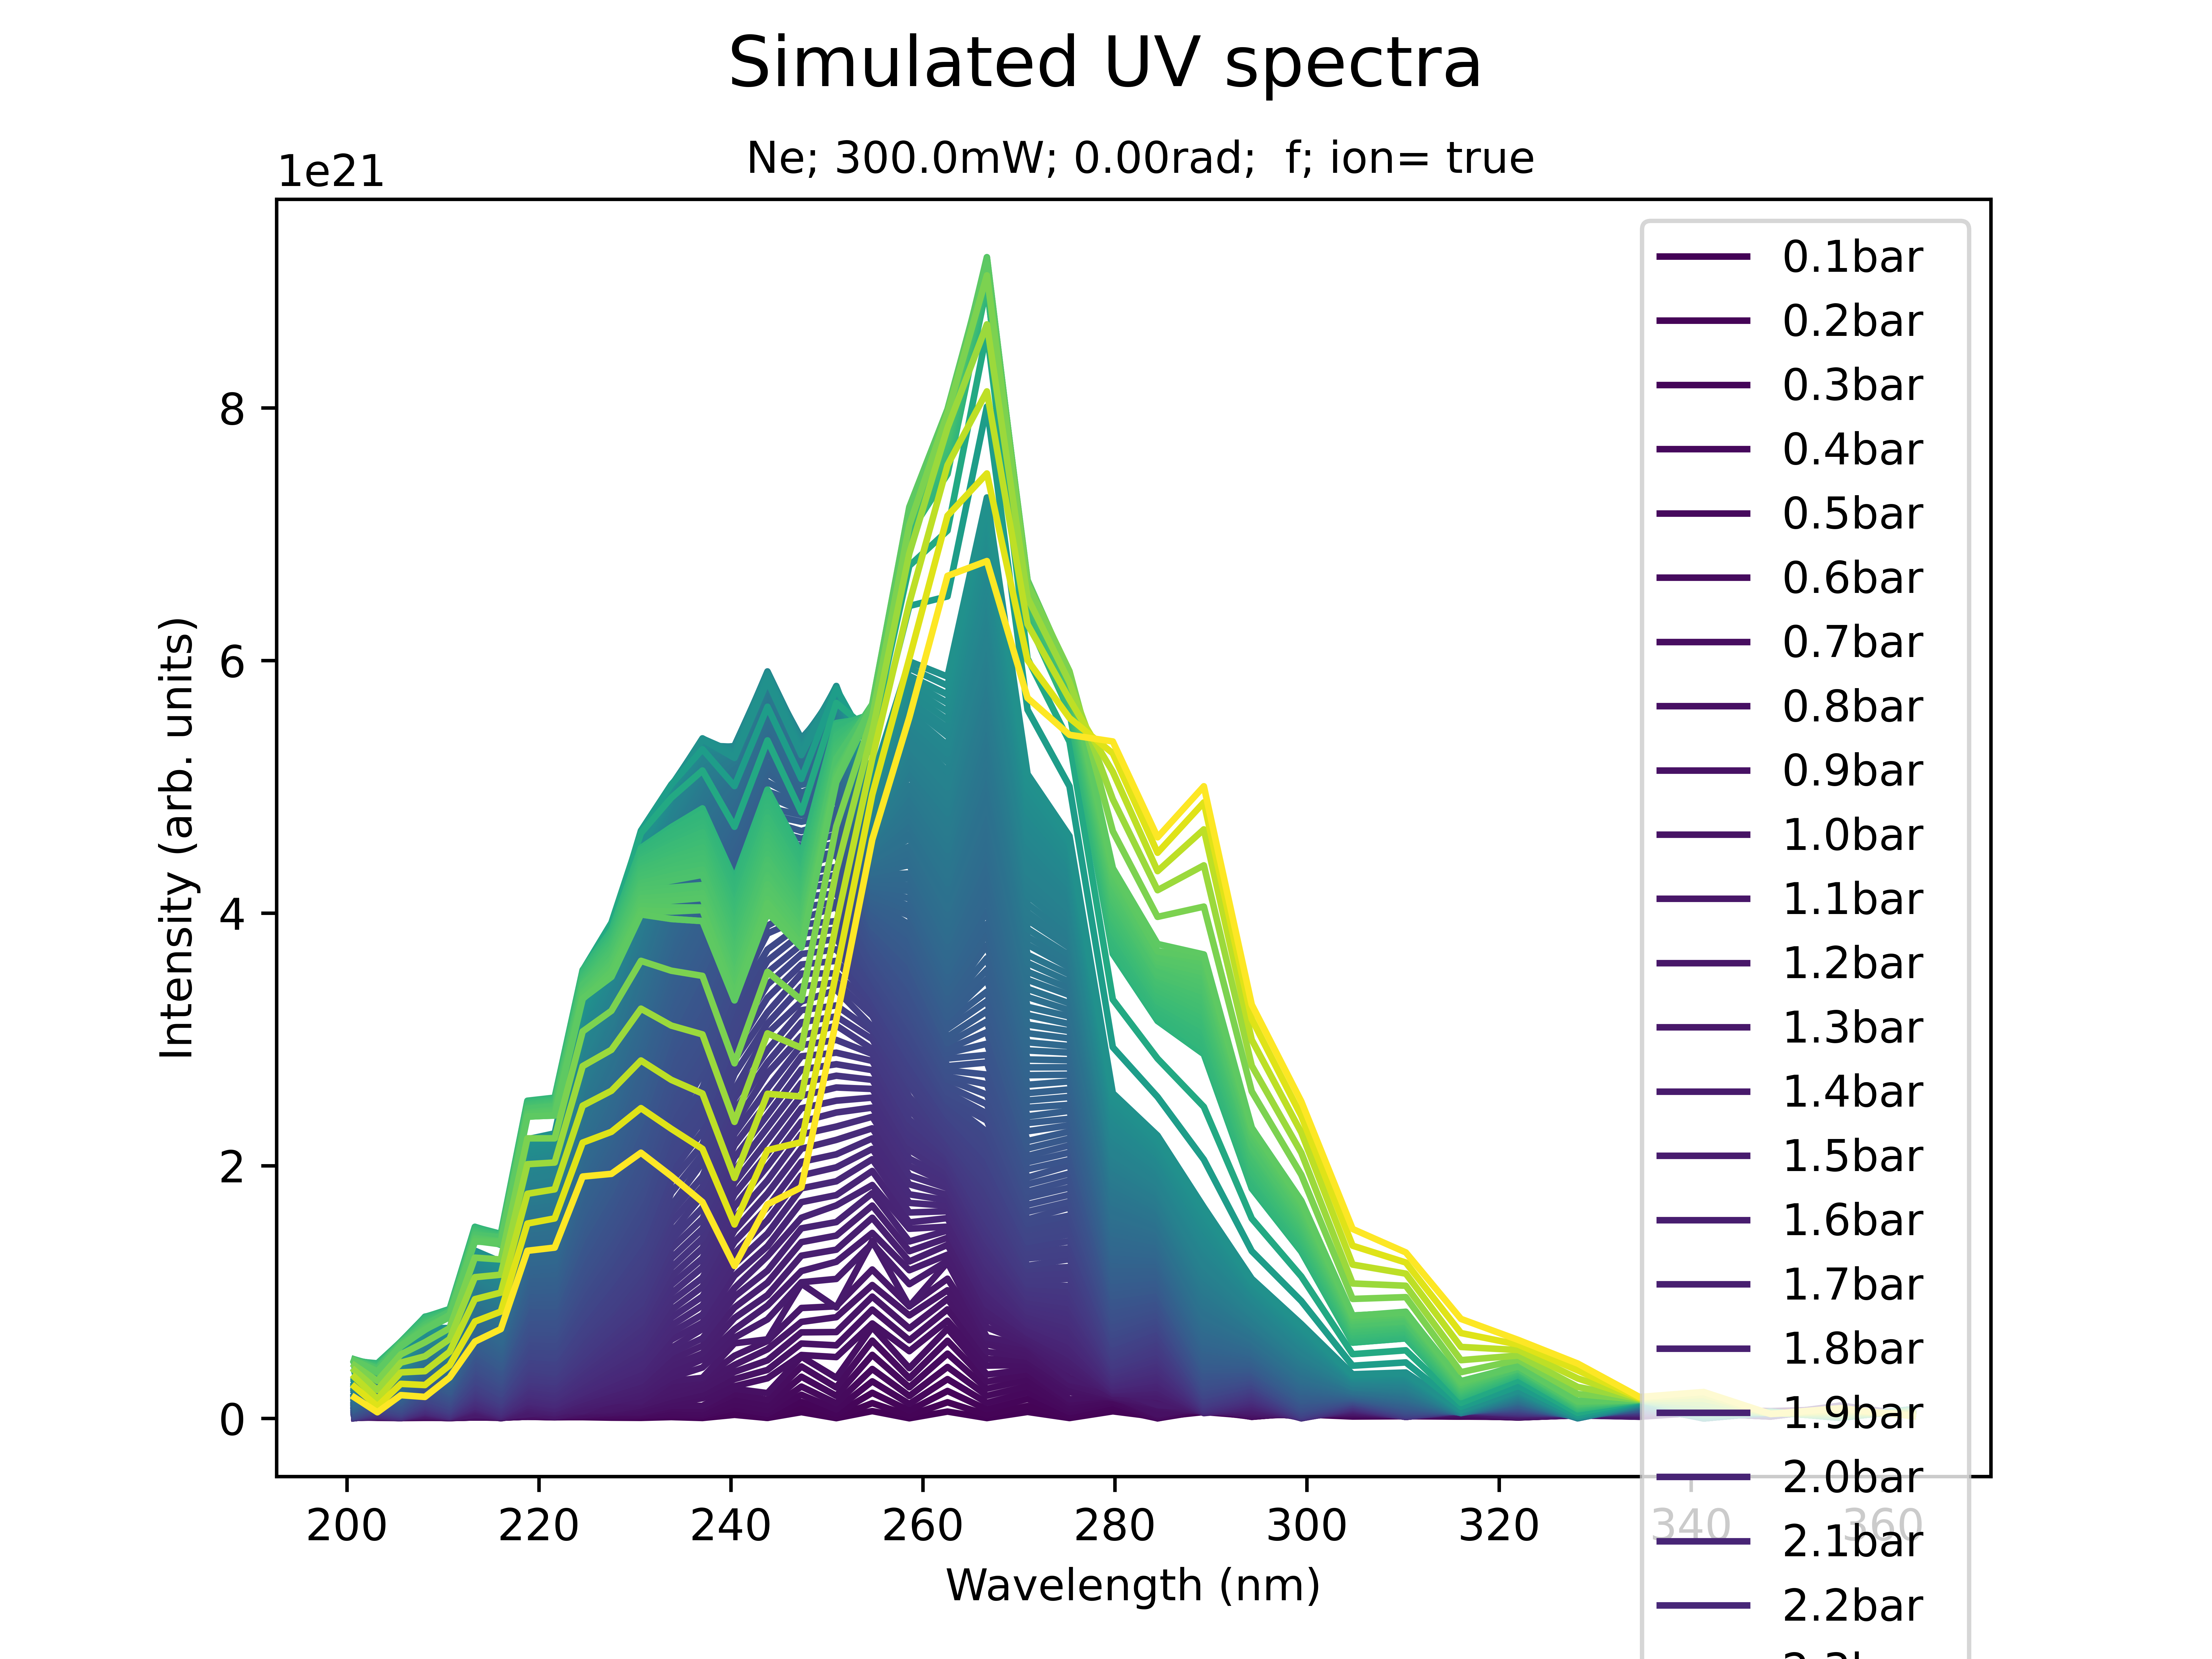 Simulated UV spectra
Ne; 300.0mW; 0.00rad;  f; ion= true
1e21
8
6
4
2
0
Intensity (arb. units)
200 220 240 260 280 300 320 340 360
Wavelength (nm)
0.1bar
0.2bar
0.3bar
0.4bar
0.5bar
0.6bar
0.7bar
0.8bar
0.9bar
1.0bar
1.1bar
1.2bar
1.3bar
1.4bar
1.5bar
1.6bar
1.7bar
1.8bar
1.9bar
2.0bar
2.1bar
2.2bar